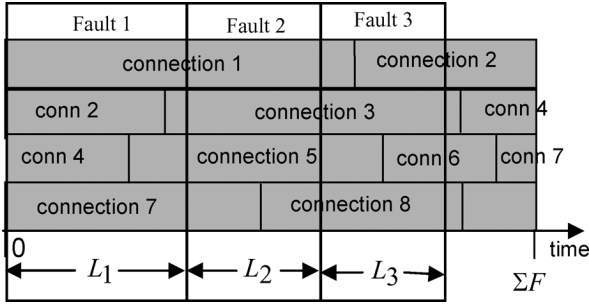 Fault 1 Fault 2 Fault 3
connection 1 connection 2
conn 2 connection 3 conn 4
conn 4 connection 5 conn 6 conn 7
connection 7 connection 8
0 time
L1 L2 L3 ΣF